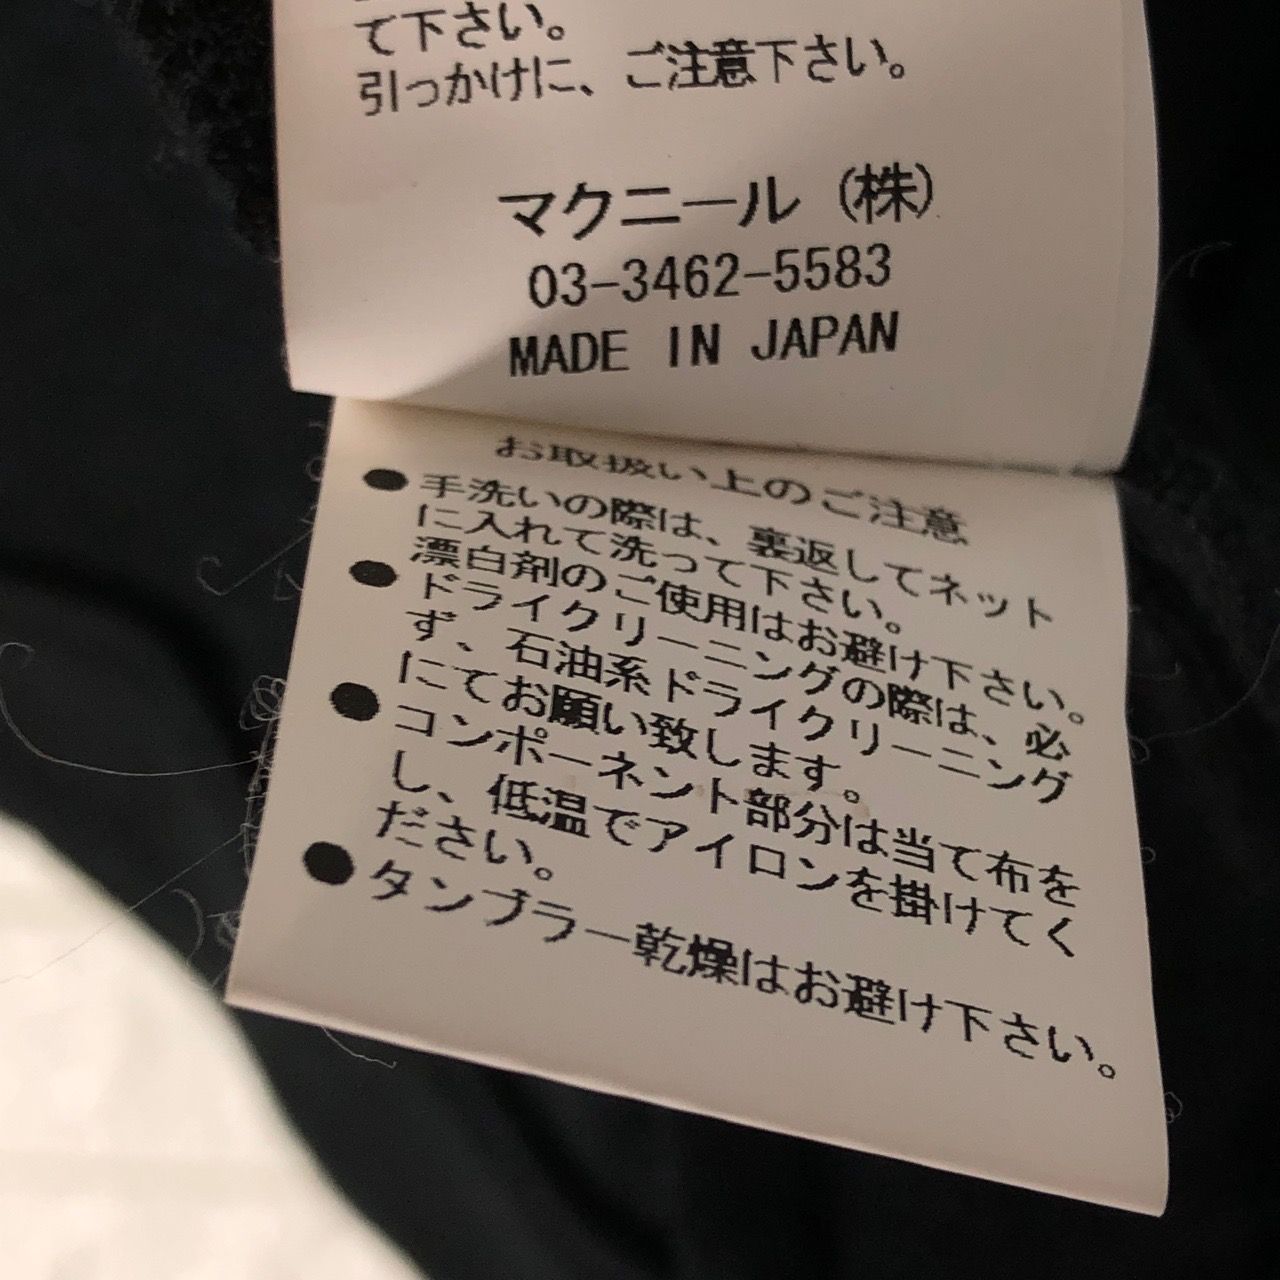 て下さい。
引っかけに、ご注意下さい。
マクニール (株)
03-3462-5583
MADE IN JAPAN
お取扱い上のご注意
● 手洗いの際は、裏返してネット
に入れて洗って下さい。
漂白剤のご使用はお避け下さい。
● ドライクリーニングの際は、必
ず、石油系ドライクリーニング
にてお願い致します。
● コンポーネント部分は当て布を
し、低温でアイロンを掛けてく
ださい。
● タンブラー乾燥はお避け下さい。